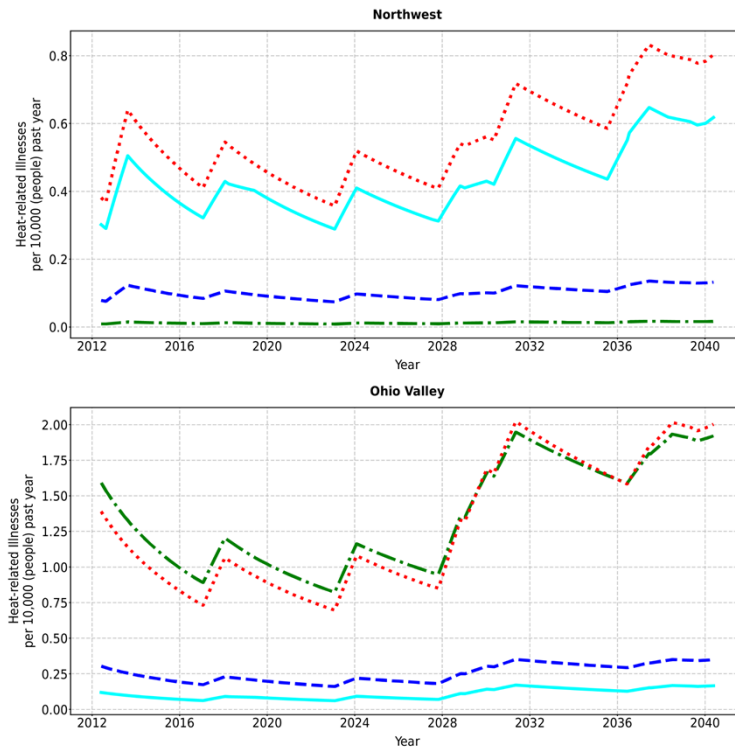 Northwest
Heat-related Illnesses
per 10,000 (people) past year
0.8
0.6
0.4
0.2
0.0
2012 2016 2020 2024 2028 2032 2036 2040
Year
Ohio Valley
Heat-related Illnesses
per 10,000 (people) past year
2.00
1.75
1.50
1.25
1.00
0.75
0.50
0.25
0.00
2012 2016 2020 2024 2028 2032 2036 2040
Year